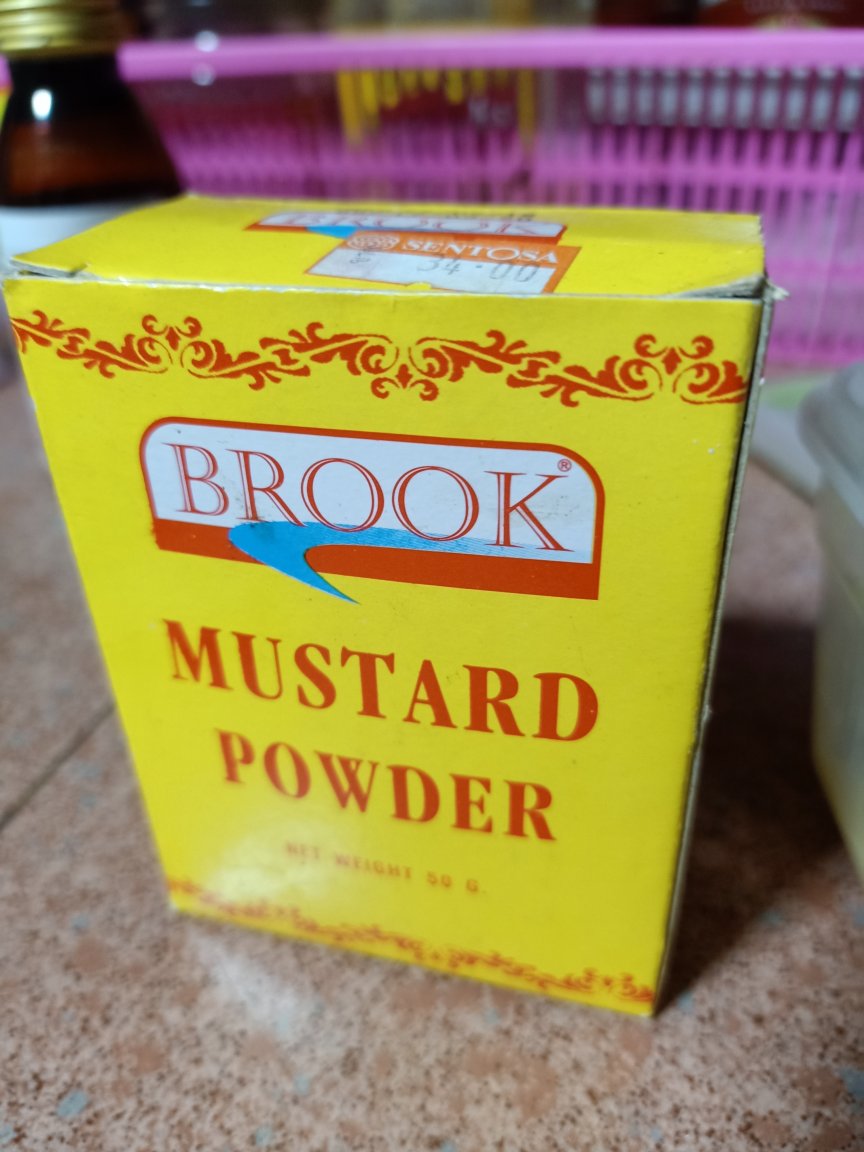 BROOK
SENTOSA
34.00
BROOK®
MUSTARD
POWDER
NET WEIGHT 50 G.